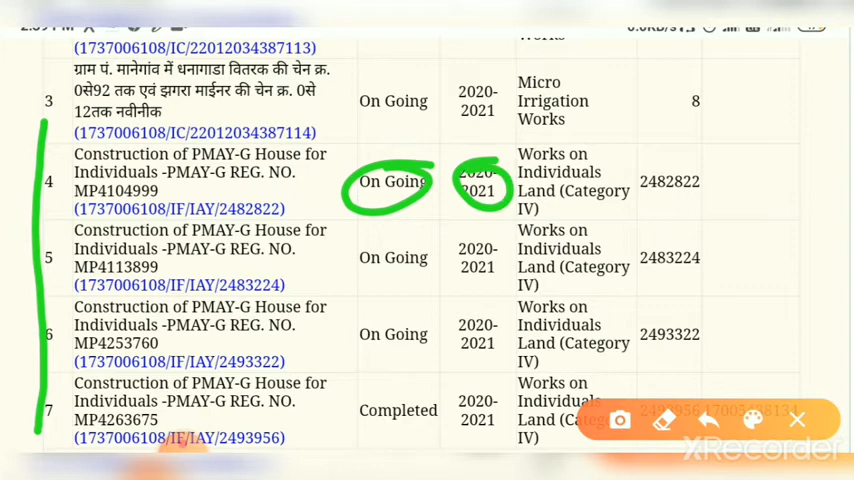 (1737006108/IC/22012034387113)
ग्राम पं. मानेगांव में धनागाडा वितरक की चेन क्र.
0से92 तक एवं झगरा माईनर की चेन क्र. 0से
12तक नवीनीक
(1737006108/IC/22012034387114)
3
On Going
2020-
2021
Micro
Irrigation
Works
8
4
Construction of PMAY-G House for
Individuals -PMAY-G REG. NO.
MP4104999
(1737006108/IF/IAY/2482822)
On Going
2020-
2021
Works on
Individuals
Land (Category
IV)
2482822
5
Construction of PMAY-G House for
Individuals -PMAY-G REG. NO.
MP4113899
(1737006108/IF/IAY/2483224)
On Going
2020-
2021
Works on
Individuals
Land (Category
IV)
2483224
6
Construction of PMAY-G House for
Individuals -PMAY-G REG. NO.
MP4253760
(1737006108/IF/IAY/2493322)
On Going
2020-
2021
Works on
Individuals
Land (Category
IV)
2493322
7
Construction of PMAY-G House for
Individuals -PMAY-G REG. NO.
MP4263675
(1737006108/IF/IAY/2493956)
Completed
2020-
2021
Works on
Individuals
Land (Category
IV)
2493956
XRecorder